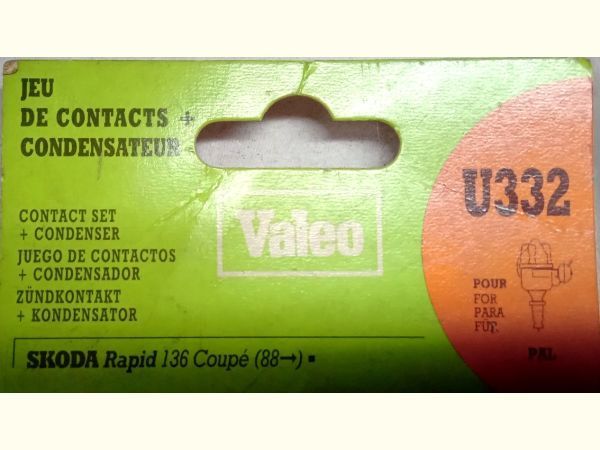 JEU
DE CONTACTS +
CONDENSATEUR
CONTACT SET
+ CONDENSER
JUEGO DE CONTACTOS
+ CONDENSADOR
ZÜNDKONTAKT
+ KONDENSATOR
Valeo
U332
POUR
FOR
PARA
FÜR
PAL
SKODA Rapid 136 Coupé (88→) ▪